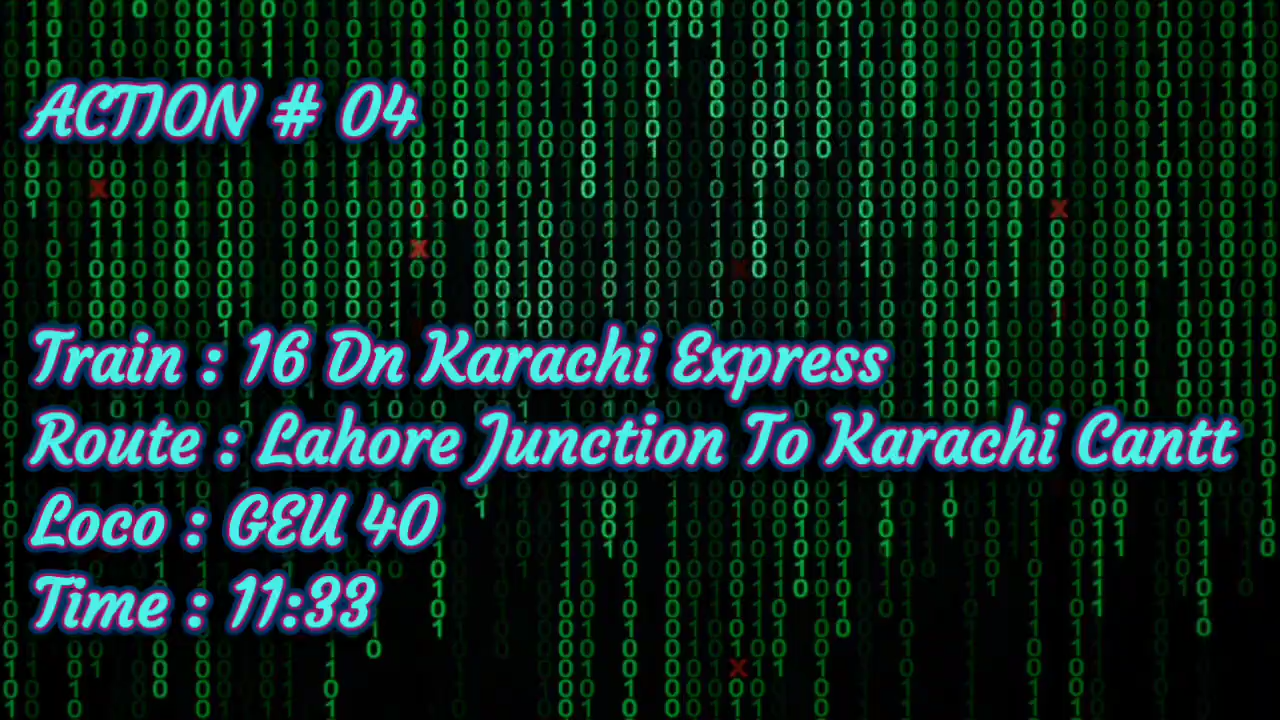 ACTION # 04
Train : 16 Dn Karachi Express
Route : Lahore Junction To Karachi Cantt
Loco : GEU 40
Time : 11:33